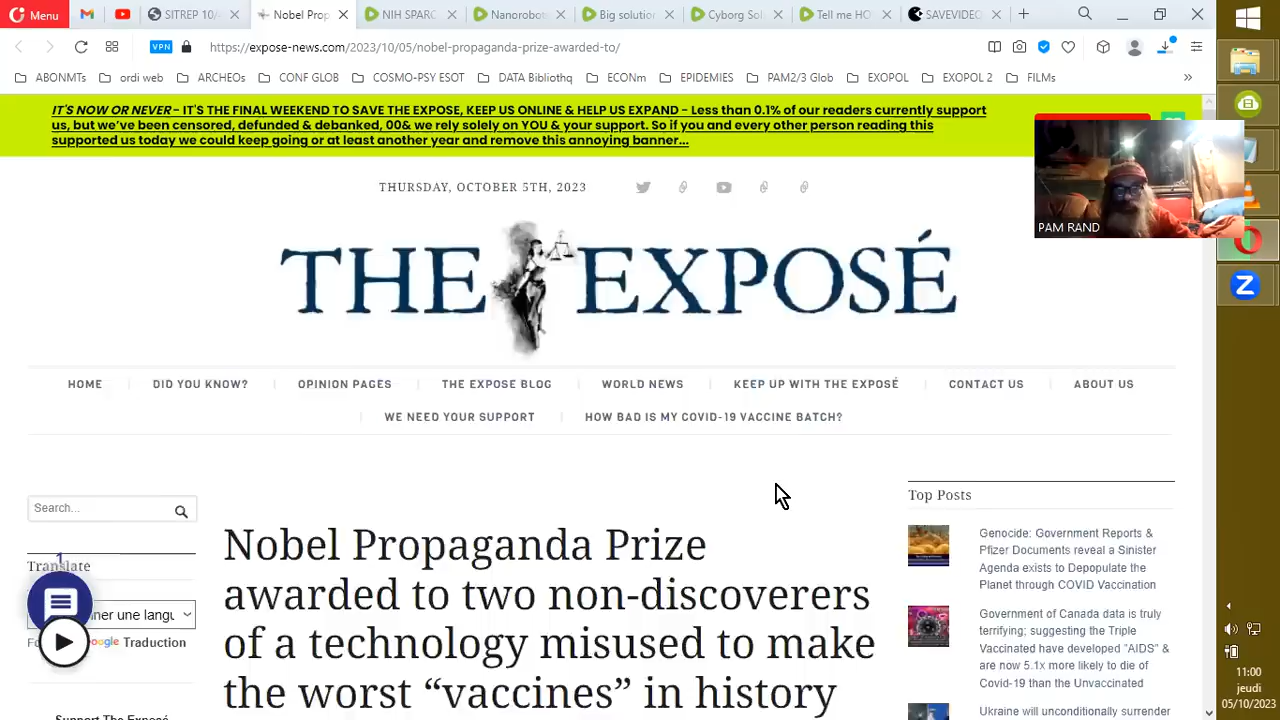 Menu
SITREP 10/
Nobel Prop
NIH SPARC
Nanorobot
Big solution
Cyborg So
Tell me HO
SAVEVIDEO
VPN https://expose-news.com/2023/10/05/nobel-propaganda-prize-awarded-to/
ABONMTs ordi web ARCHEOs CONF GLOB COSMO-PSY ESOT DATA Biblithq ECONm EPIDEMIES PAM2/3 Glob EXOPOL EXOPOL 2 FILMs »
IT'S NOW OR NEVER - IT'S THE FINAL WEEKEND TO SAVE THE EXPOSE, KEEP US ONLINE & HELP US EXPAND - Less than 0.1% of our readers currently support
us, but we've been censored, defunded & debanked, 00& we rely solely on YOU & your support. So if you and every other person reading this
supported us today we could keep going or at least another year and remove this annoying banner...
PAM RAND
THURSDAY, OCTOBER 5TH, 2023
THE EXPOSÉ
HOME DID YOU KNOW? OPINION PAGES THE EXPOSE BLOG WORLD NEWS KEEP UP WITH THE EXPOSÉ CONTACT US ABOUT US
WE NEED YOUR SUPPORT HOW BAD IS MY COVID-19 VACCINE BATCH?
Search...
1
Translate
nner une langu
Traduction
Support The Exposé
Nobel Propaganda Prize
awarded to two non-discoverers
of a technology misused to make
the worst “vaccines” in history
Top Posts
Genocide: Government Reports &
Pfizer Documents reveal a Sinister
Agenda exists to Depopulate the
Planet through COVID Vaccination
Government of Canada data is truly
terrifying; suggesting the Triple
Vaccinated have developed "AIDS" &
are now 5.1x more likely to die of
Covid-19 than the Unvaccinated
Ukraine will unconditionally surrender
11:00
jeudi
05/10/2023